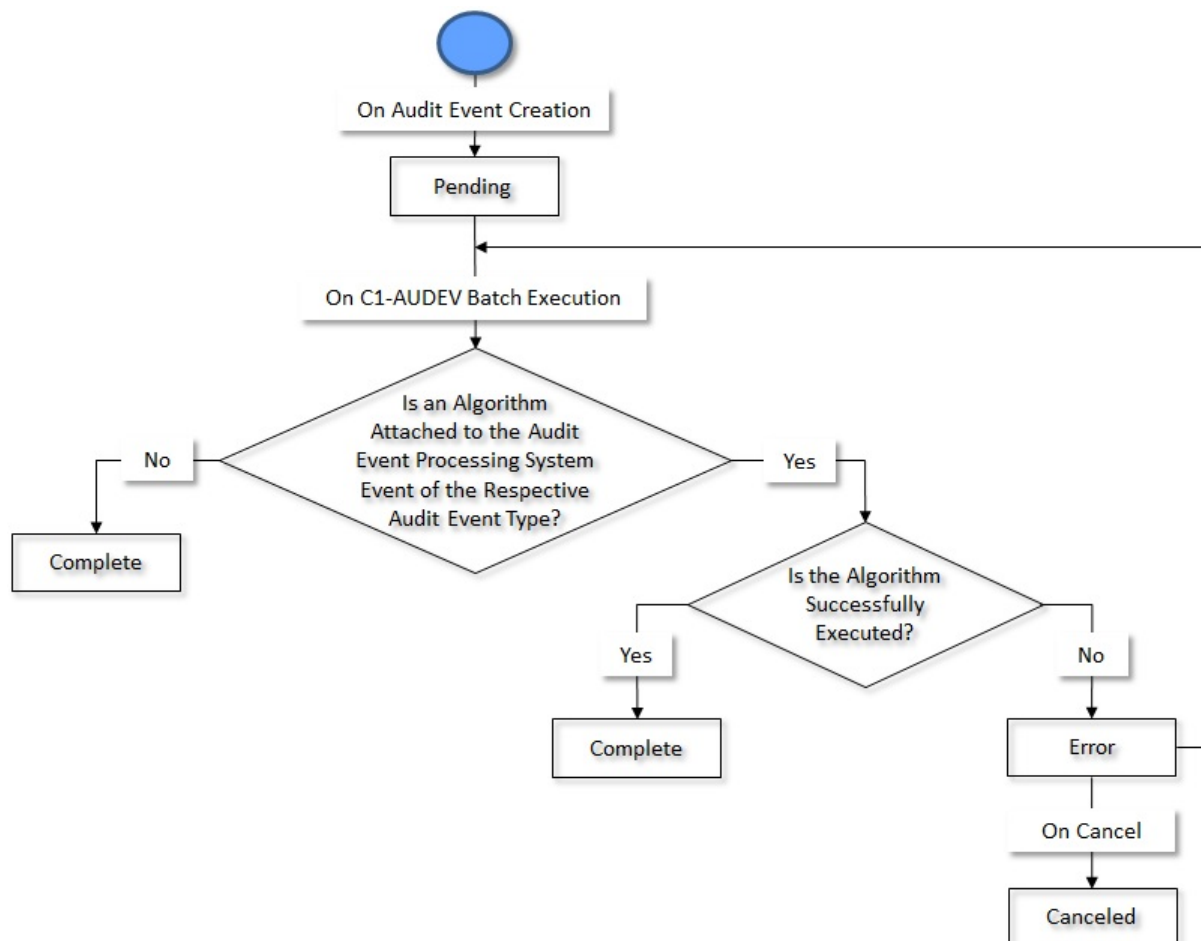 On Audit Event Creation
Pending
On C1-AUDEV Batch Execution
Is an Algorithm
Attached to the Audit
Event Processing System
Event of the Respective
Audit Event Type?
No
Yes
Complete
Is the Algorithm
Successfully
Executed?
Yes
No
Complete
Error
On Cancel
Canceled